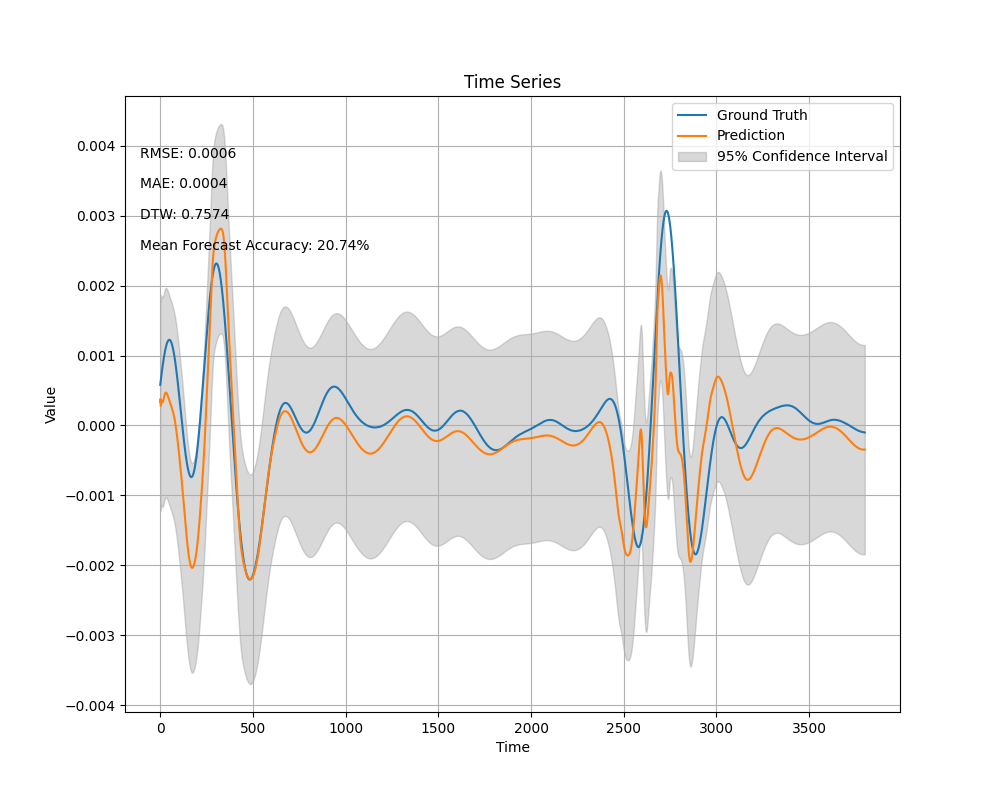 Time Series
Ground Truth
Prediction
95% Confidence Interval
RMSE: 0.0006
MAE: 0.0004
DTW: 0.7574
Mean Forecast Accuracy: 20.74%
Value
0.004
0.003
0.002
0.001
0.000
−0.001
−0.002
−0.003
−0.004
0 500 1000 1500 2000 2500 3000 3500
Time